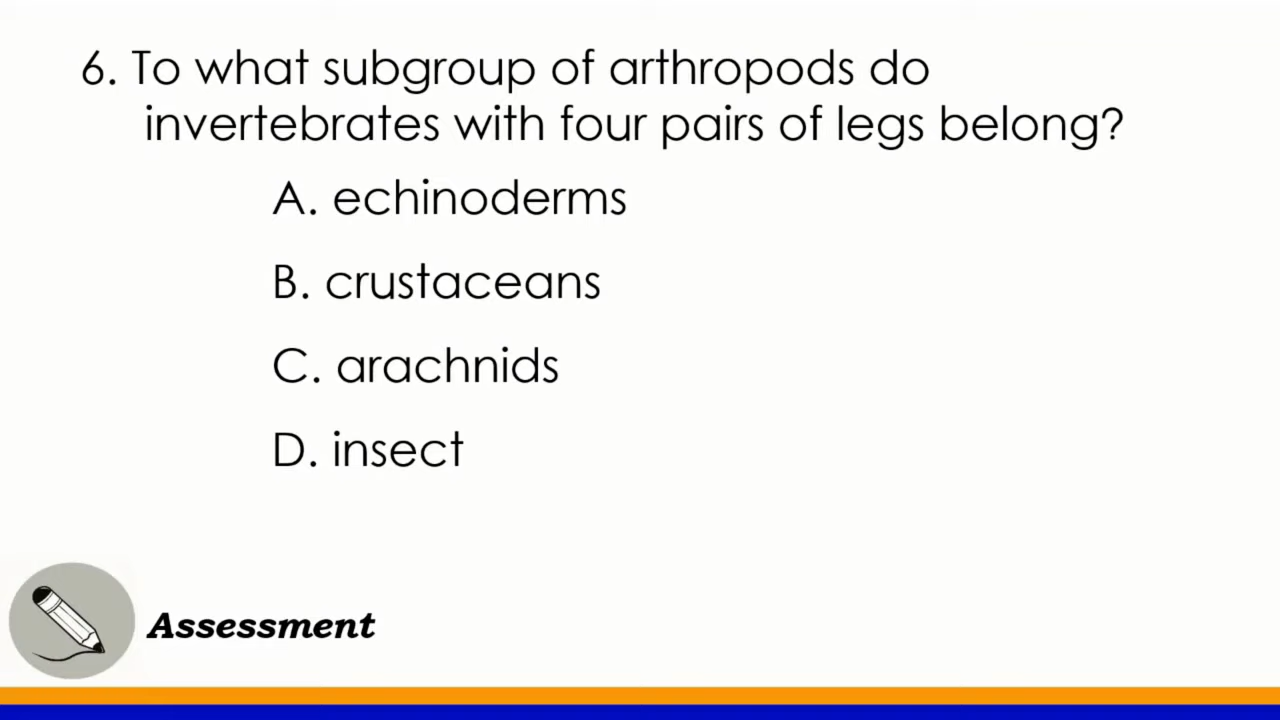 6. To what subgroup of arthropods do
invertebrates with four pairs of legs belong?
A. echinoderms
B. crustaceans
C. arachnids
D. insect
Assessment